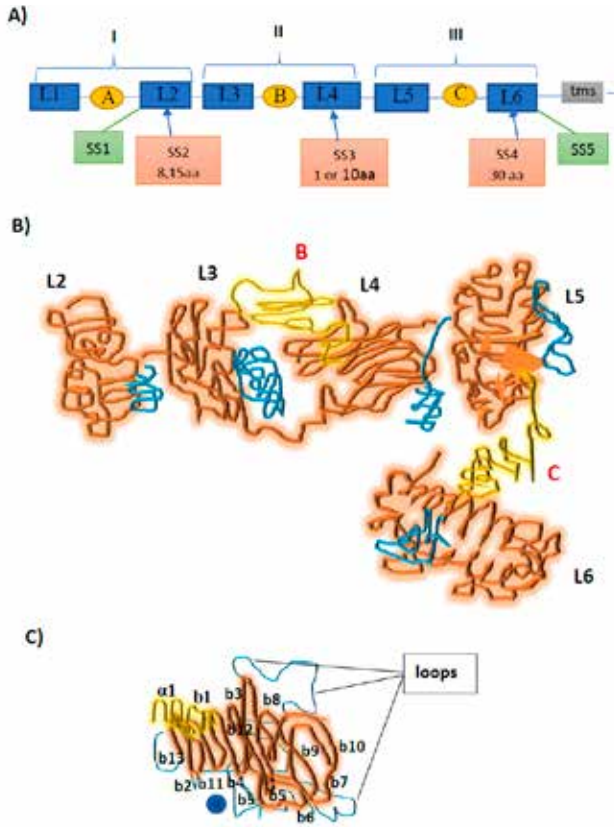 A)
I II III
L1 A L2 L3 B L4 L5 C L6 tms
SS1 SS2 SS3 SS4 SS5
8,15aa 1 or 10aa 30 aa
B)
B
L2 L3 L4 L5
C
L6
C)
loops
α1 b1 b3 b8
b12
b9 b10
b13
b2 b11 b4 b5 b5 b7
b6